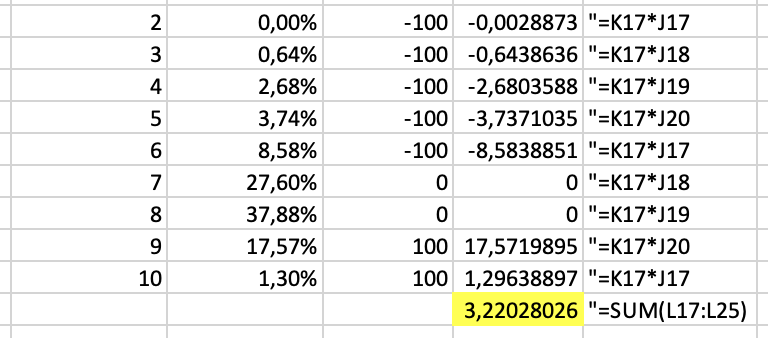 2 0,00% -100 -0,0028873 "=K17*J17
3 0,64% -100 -0,6438636 "=K17*J18
4 2,68% -100 -2,6803588 "=K17*J19
5 3,74% -100 -3,7371035 "=K17*J20
6 8,58% -100 -8,5838851 "=K17*J17
7 27,60% 0 0 "=K17*J18
8 37,88% 0 0 "=K17*J19
9 17,57% 100 17,5719895 "=K17*J20
10 1,30% 100 1,29638897 "=K17*J17
3,22028026 "=SUM(L17:L25)